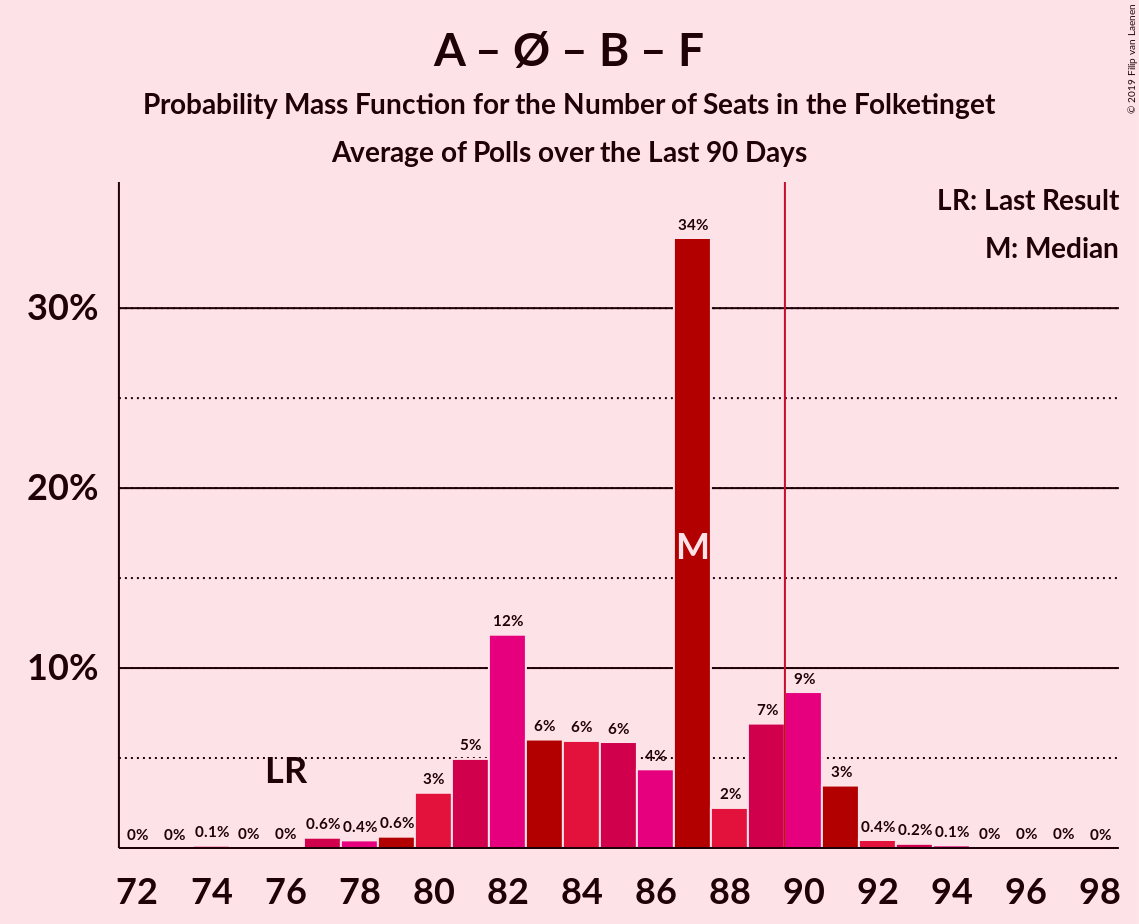 A – Ø – B – F
Probability Mass Function for the Number of Seats in the Folketinget
Average of Polls over the Last 90 Days
© 2019 Filip van Laenen
LR: Last Result
M: Median
30%
20%
10%
0% 0% 0.1% 0% 0% 0.6% 0.4% 0.6% 3% 5% 12% 6% 6% 6% 4% 34% 2% 7% 9% 3% 0.4% 0.2% 0.1% 0% 0% 0% 0%
LR
M
72 74 76 78 80 82 84 86 88 90 92 94 96 98